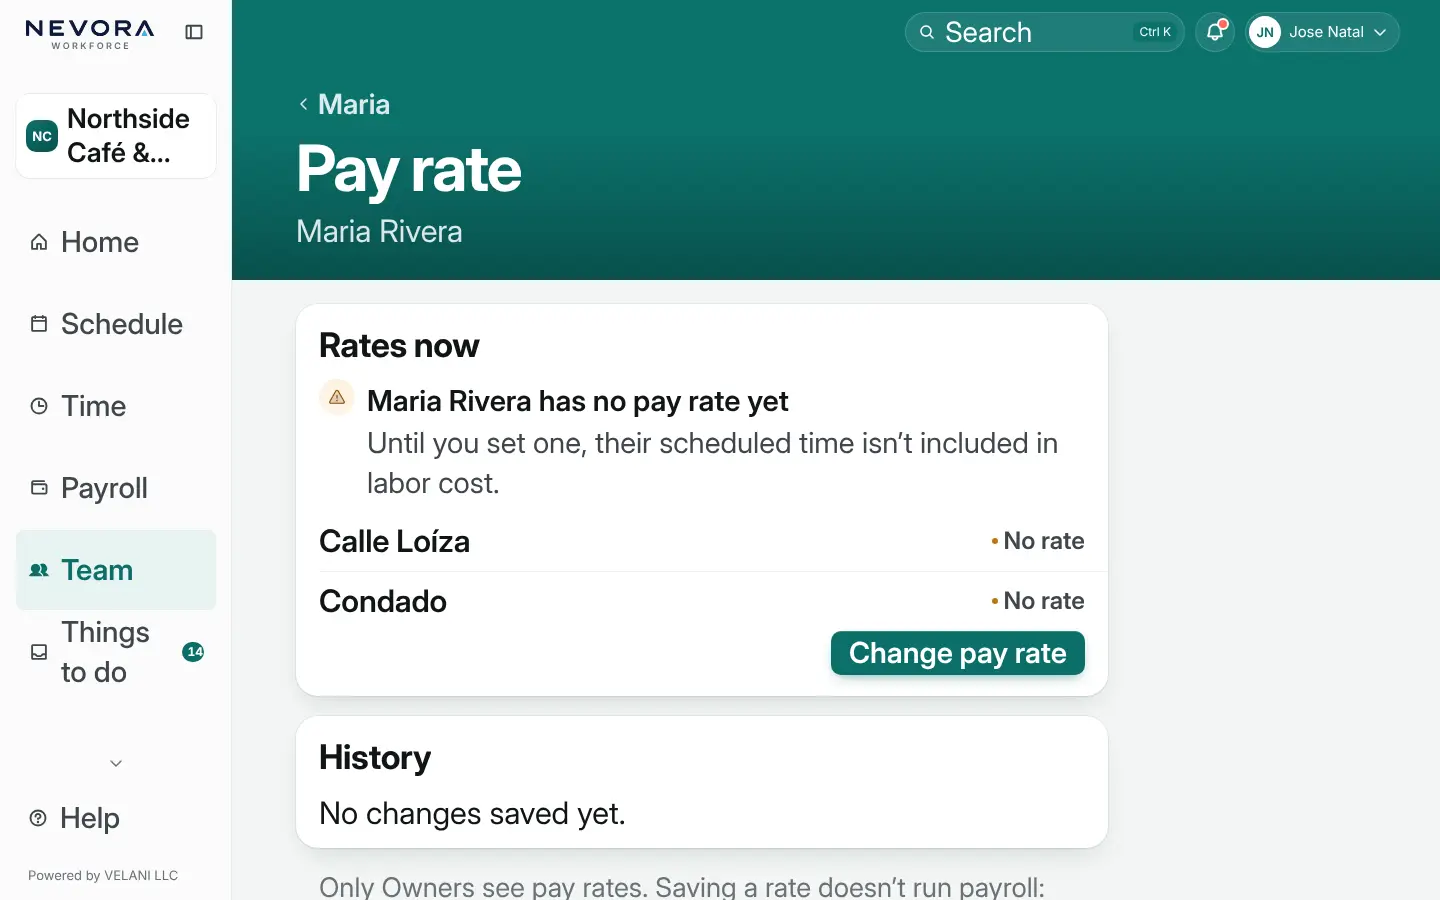 NEVORA
WORKFORCE
NC
Northside
Café &...
Home
Schedule
Time
Payroll
Team
Things
to do
14
Help
Powered by VELANI LLC
Search
Ctrl K
JN
Jose Natal
Maria
Pay rate
Maria Rivera
Rates now
Maria Rivera has no pay rate yet
Until you set one, their scheduled time isn’t included in
labor cost.
Calle Loíza
No rate
Condado
No rate
Change pay rate
History
No changes saved yet.
Only Owners see pay rates. Saving a rate doesn’t run payroll: